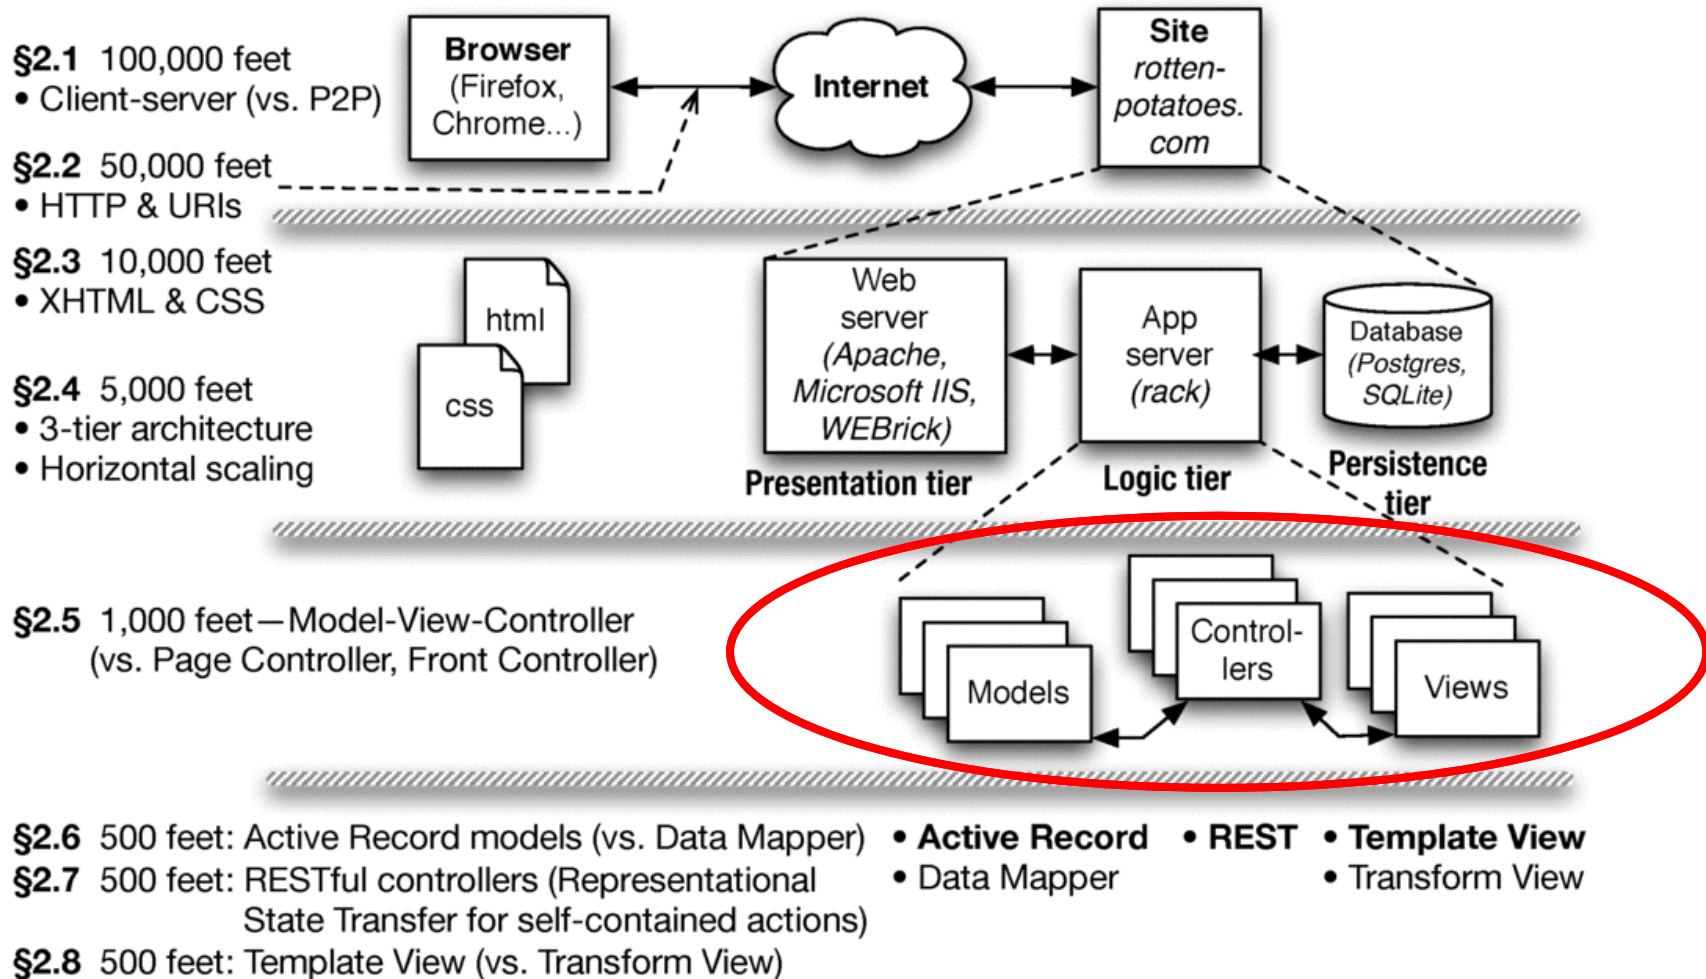 §2.1 100,000 feet
• Client-server (vs. P2P)
§2.2 50,000 feet
• HTTP & URIs
Browser
(Firefox,
Chrome...)
Internet
Site
rotten-
potatoes.
com
§2.3 10,000 feet
• XHTML & CSS
§2.4 5,000 feet
• 3-tier architecture
• Horizontal scaling
html
css
Web
server
(Apache,
Microsoft IIS,
WEBrick)
Presentation tier
App
server
(rack)
Logic tier
Database
(Postgres,
SQLite)
Persistence
tier
§2.5 1,000 feet—Model-View-Controller
(vs. Page Controller, Front Controller)
Models
Control-
lers
Views
§2.6 500 feet: Active Record models (vs. Data Mapper)
§2.7 500 feet: RESTful controllers (Representational
State Transfer for self-contained actions)
§2.8 500 feet: Template View (vs. Transform View)
• Active Record
• Data Mapper
• REST
• Template View
• Transform View